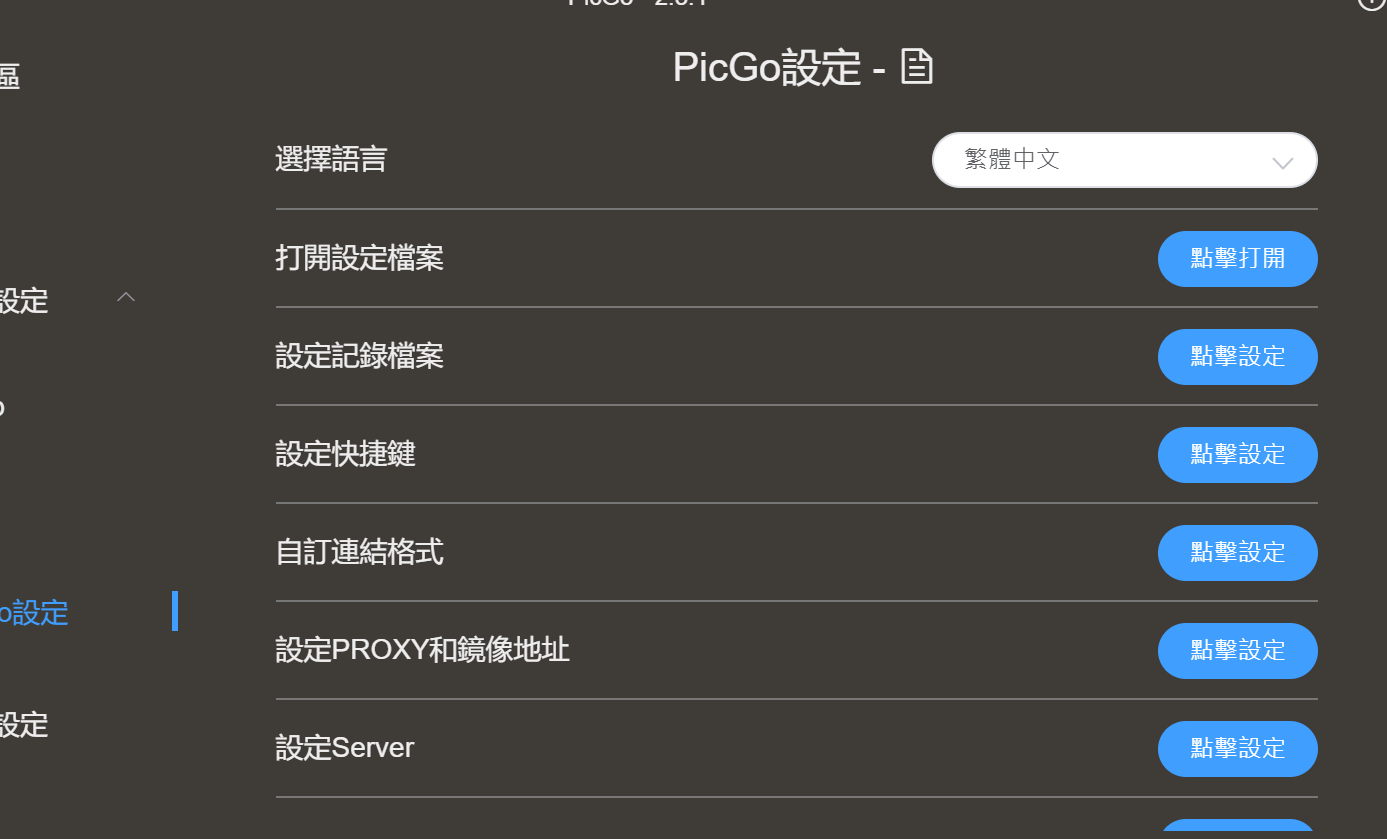 PicGo設定 -
區
選擇語言
繁體中文
打開設定檔案
點擊打開
設定
設定記錄檔案
點擊設定
設定快捷鍵
點擊設定
自訂連結格式
點擊設定
o設定
設定PROXY和鏡像地址
點擊設定
設定
設定Server
點擊設定